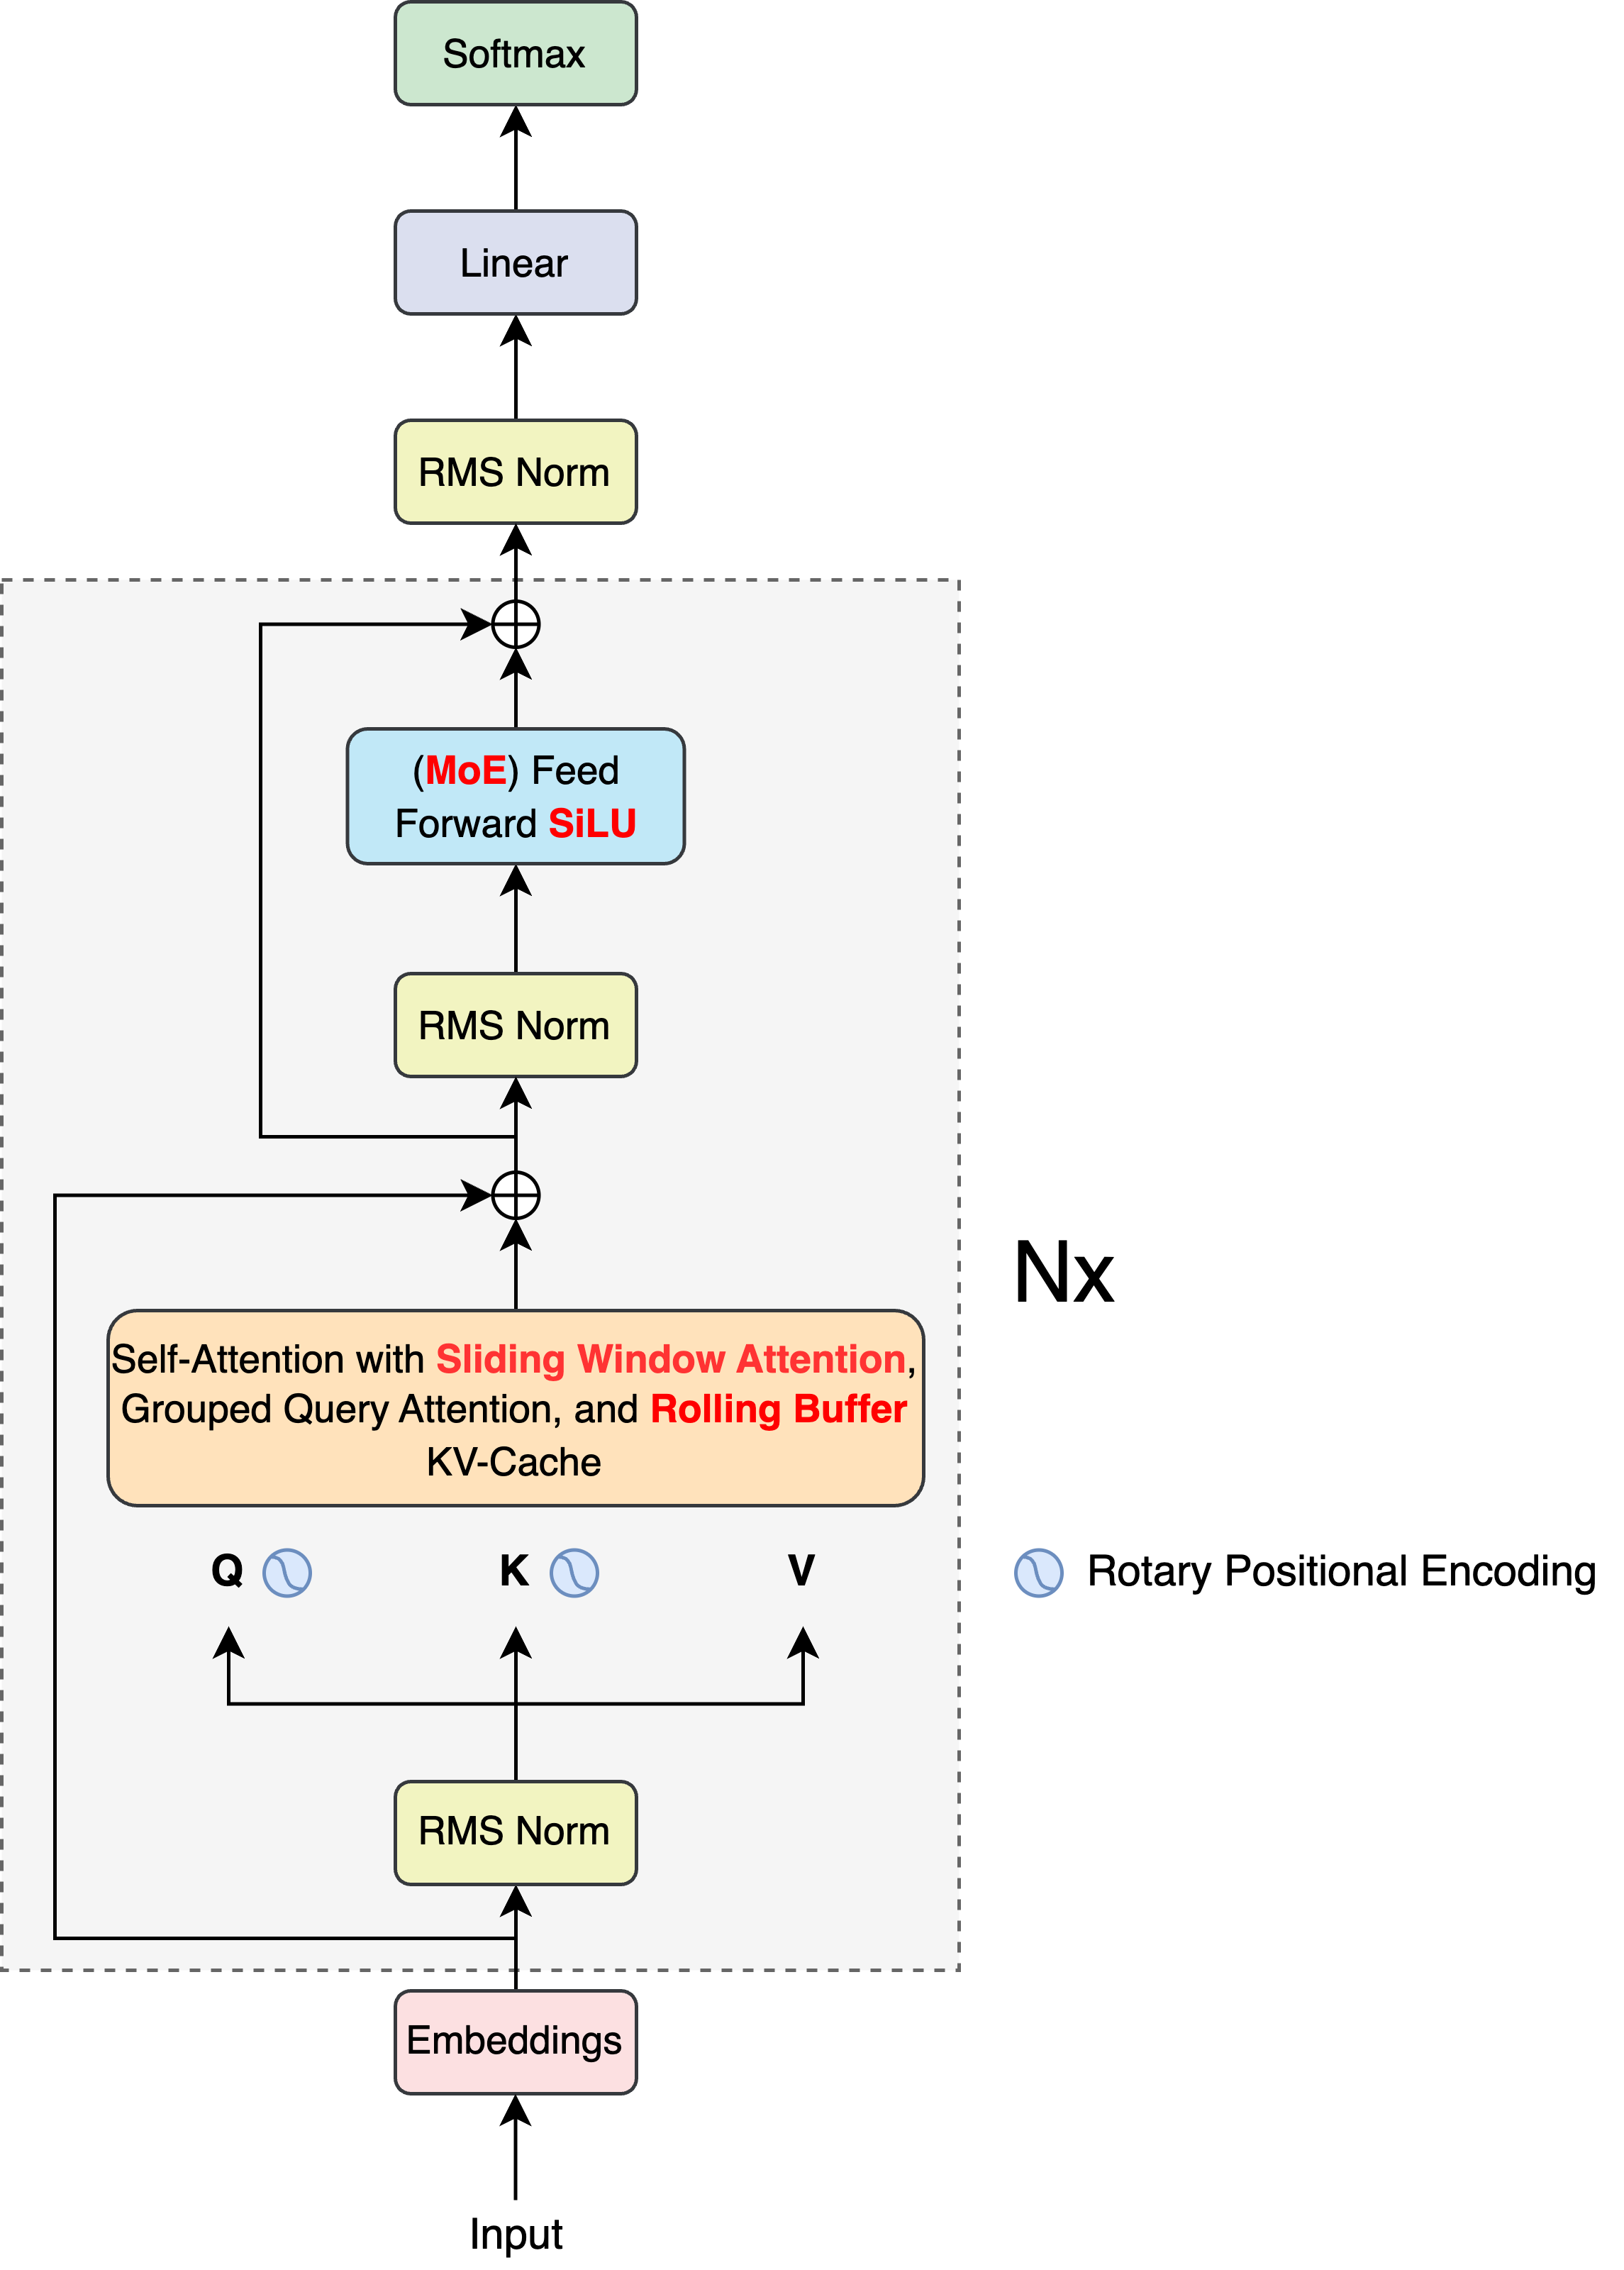 Softmax
Linear
RMS Norm
(MoE) Feed
Forward SiLU
RMS Norm
Nx
Self-Attention with Sliding Window Attention,
Grouped Query Attention, and Rolling Buffer
KV-Cache
Q K V
Rotary Positional Encoding
RMS Norm
Embeddings
Input